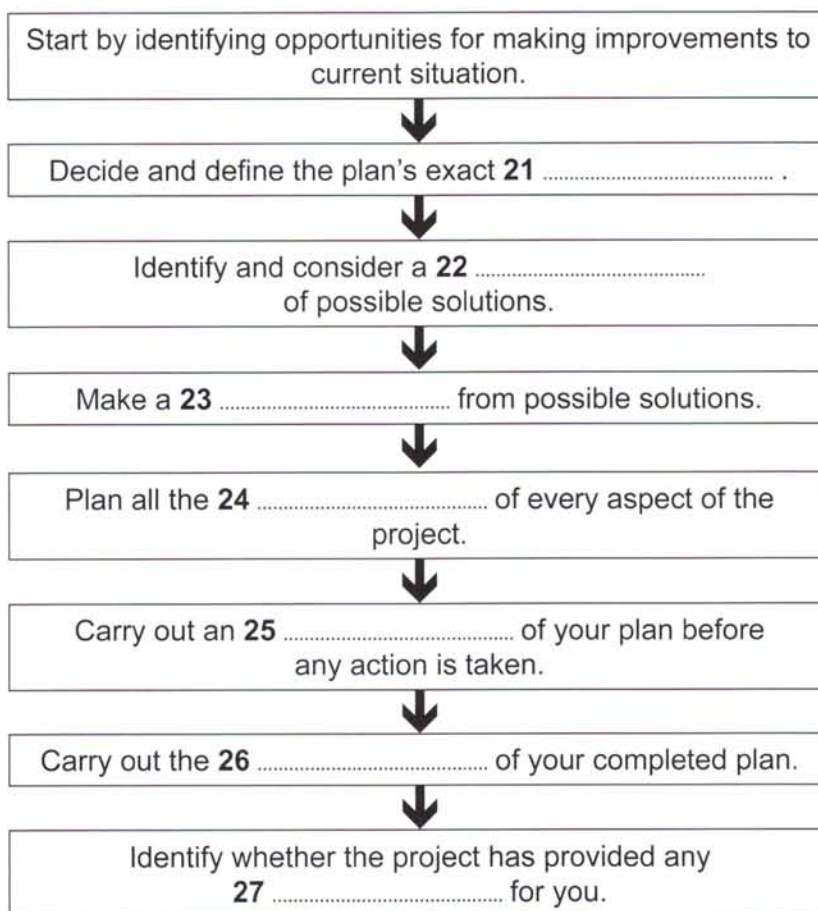 Start by identifying opportunities for making improvements to
current situation.
Decide and define the plan's exact 21 ........................................ .
Identify and consider a 22 ........................................
of possible solutions.
Make a 23 ........................................ from possible solutions.
Plan all the 24 ........................................ of every aspect of the
project.
Carry out an 25 ........................................ of your plan before
any action is taken.
Carry out the 26 ........................................ of your completed plan.
Identify whether the project has provided any
27 ........................................ for you.